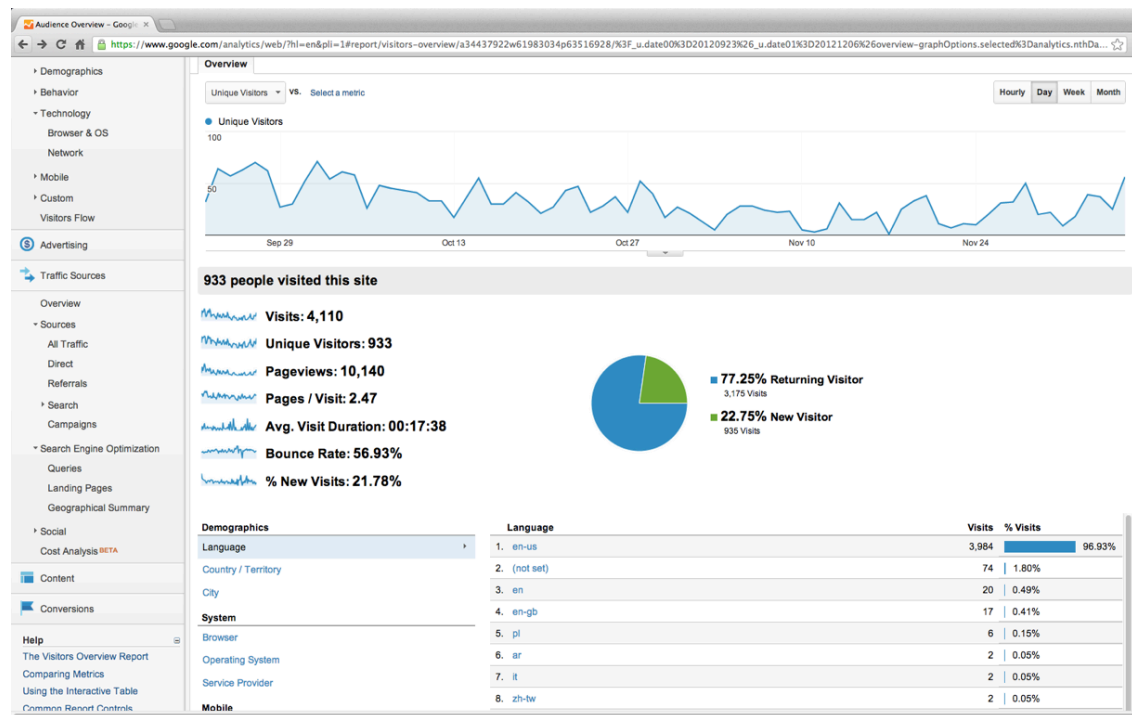 Audience Overview – Google
https://www.google.com/analytics/web/?hl=en&pli=1#report/visitors-overview/a34437922w61983034p63516928/%3F_u.date00%3D20120923%26_u.date01%3D20121206%26overview-graphOptions.selected%3Danalytics.nthDa...
Demographics
Behavior
Technology
Browser & OS
Network
Mobile
Custom
Visitors Flow
Advertising
Traffic Sources
Overview
Sources
All Traffic
Direct
Referrals
Search
Campaigns
Search Engine Optimization
Queries
Landing Pages
Geographical Summary
Social
Cost Analysis BETA
Content
Conversions
Help
The Visitors Overview Report
Comparing Metrics
Using the Interactive Table
Common Report Controls
Overview
Unique Visitors VS. Select a metric
Hourly Day Week Month
Unique Visitors
100
50
Sep 29 Oct 13 Oct 27 Nov 10 Nov 24
933 people visited this site
Visits: 4,110
Unique Visitors: 933
Pageviews: 10,140
Pages / Visit: 2.47
Avg. Visit Duration: 00:17:38
Bounce Rate: 56.93%
% New Visits: 21.78%
77.25% Returning Visitor
3,175 Visits
22.75% New Visitor
935 Visits
Demographics
Language
Country / Territory
City
System
Browser
Operating System
Service Provider
Mobile
Language Visits % Visits
1. en-us 3,984 96.93%
2. (not set) 74 1.80%
3. en 20 0.49%
4. en-gb 17 0.41%
5. pl 6 0.15%
6. ar 2 0.05%
7. it 2 0.05%
8. zh-tw 2 0.05%